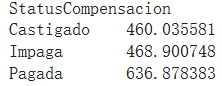 StatusCompensacion
Castigado    460.035581
Impaga       468.900748
Pagada       636.878383